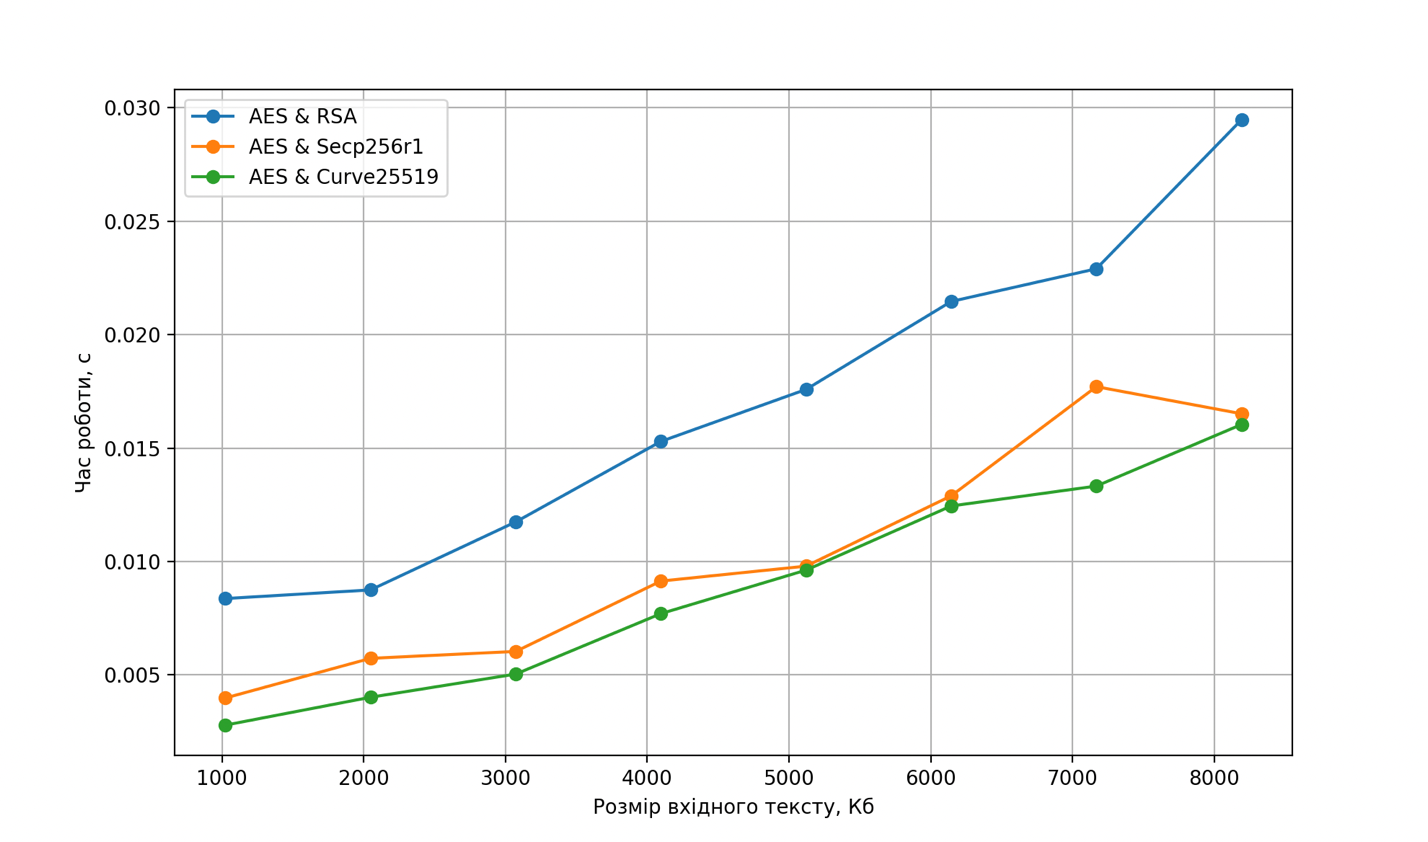 AES & RSA
AES & Secp256r1
AES & Curve25519
0.030
0.025
0.020
0.015
0.010
0.005
Час роботи, с
1000 2000 3000 4000 5000 6000 7000 8000
Розмір вхідного тексту, Кб